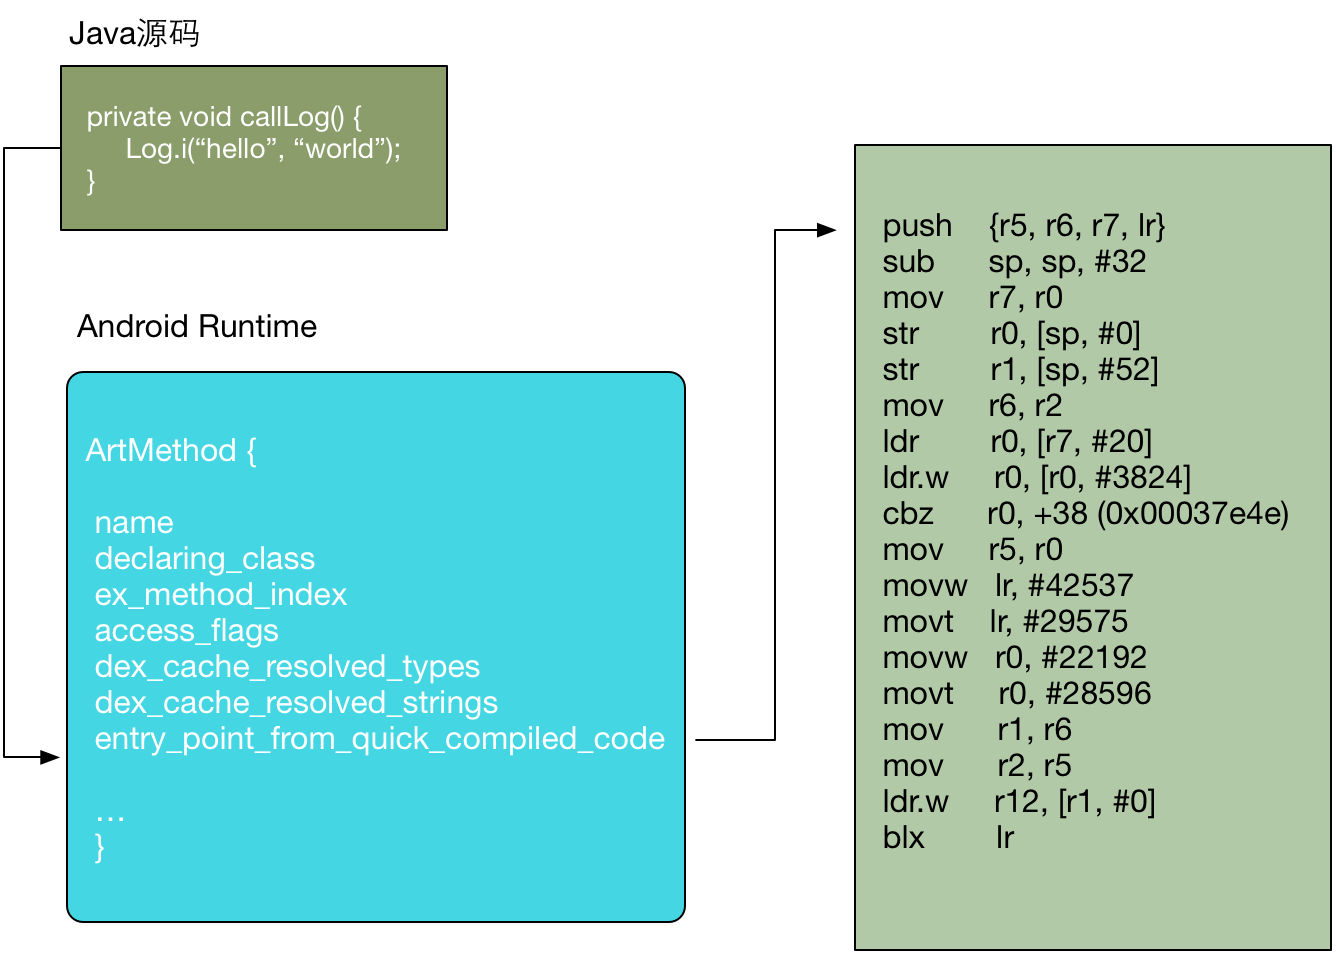 Java源码
private void callLog() {
Log.i(“hello”, “world”);
}
Android Runtime
ArtMethod {
name
declaring_class
ex_method_index
access_flags
dex_cache_resolved_types
dex_cache_resolved_strings
entry_point_from_quick_compiled_code
…
}
push {r5, r6, r7, lr}
sub sp, sp, #32
mov r7, r0
str r0, [sp, #0]
str r1, [sp, #52]
mov r6, r2
ldr r0, [r7, #20]
ldr.w r0, [r0, #3824]
cbz r0, +38 (0x00037e4e)
mov r5, r0
movw lr, #42537
movt lr, #29575
movw r0, #22192
movt r0, #28596
mov r1, r6
mov r2, r5
ldr.w r12, [r1, #0]
blx lr